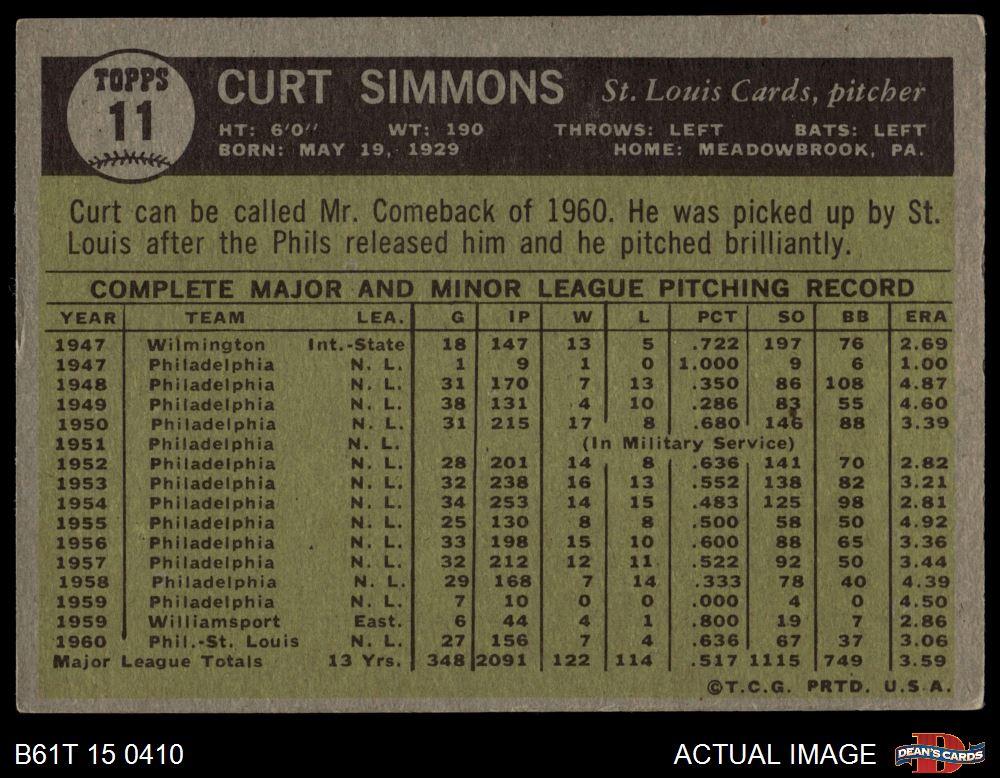 TOPPS
11
CURT SIMMONS St. Louis Cards, pitcher
HT: 6'0" WT: 190 THROWS: LEFT BATS: LEFT
BORN: MAY 19, 1929 HOME: MEADOWBROOK, PA.
Curt can be called Mr. Comeback of 1960. He was picked up by St.
Louis after the Phils released him and he pitched brilliantly.
COMPLETE MAJOR AND MINOR LEAGUE PITCHING RECORD
YEAR TEAM LEA. G IP W L PCT SO BB ERA
1947 Wilmington Int.-State 18 147 13 5 .722 197 76 2.69
1947 Philadelphia N. L. 1 9 1 0 1.000 9 6 1.00
1948 Philadelphia N. L. 31 170 7 13 .350 86 108 4.87
1949 Philadelphia N. L. 38 131 4 10 .286 83 55 4.60
1950 Philadelphia N. L. 31 215 17 8 .680 146 88 3.39
1951 Philadelphia N. L. (In Military Service)
1952 Philadelphia N. L. 28 201 14 8 .636 141 70 2.82
1953 Philadelphia N. L. 32 238 16 13 .552 138 82 3.21
1954 Philadelphia N. L. 34 253 14 15 .483 125 98 2.81
1955 Philadelphia N. L. 25 130 8 8 .500 58 50 4.92
1956 Philadelphia N. L. 33 198 15 10 .600 88 65 3.36
1957 Philadelphia N. L. 32 212 12 11 .522 92 50 3.44
1958 Philadelphia N. L. 29 168 7 14 .333 78 40 4.39
1959 Philadelphia N. L. 7 10 0 0 .000 4 0 4.50
1959 Williamsport East. 6 44 4 1 .800 19 7 2.86
1960 Phil.-St. Louis N. L. 27 156 7 4 .636 67 37 3.06
Major League Totals 13 Yrs. 348 2091 122 114 .517 1115 749 3.59
©T.C.G. PRTD. U.S.A.
B61T 15 0410 ACTUAL IMAGE DEAN'S CARDS